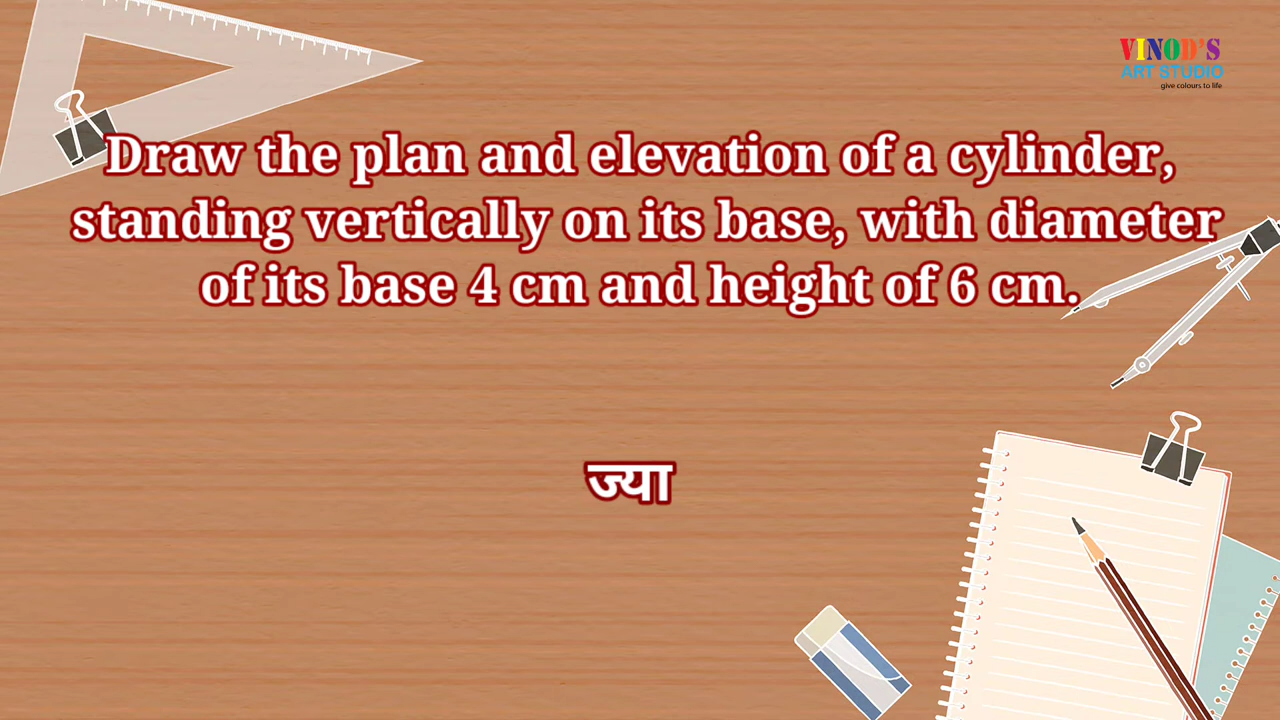 VINOD'S
ART STUDIO
give colours to life
Draw the plan and elevation of a cylinder,
standing vertically on its base, with diameter
of its base 4 cm and height of 6 cm.
ज्या